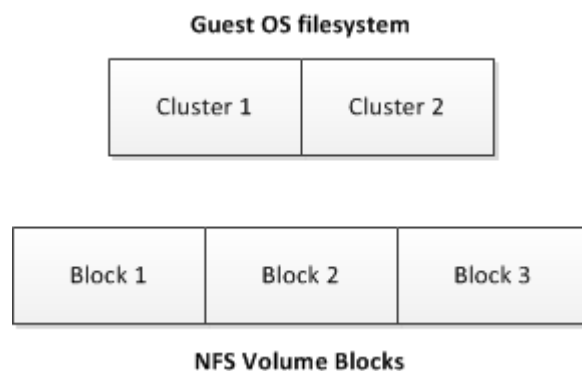 Guest OS filesystem
Cluster 1 Cluster 2
Block 1 Block 2 Block 3
NFS Volume Blocks